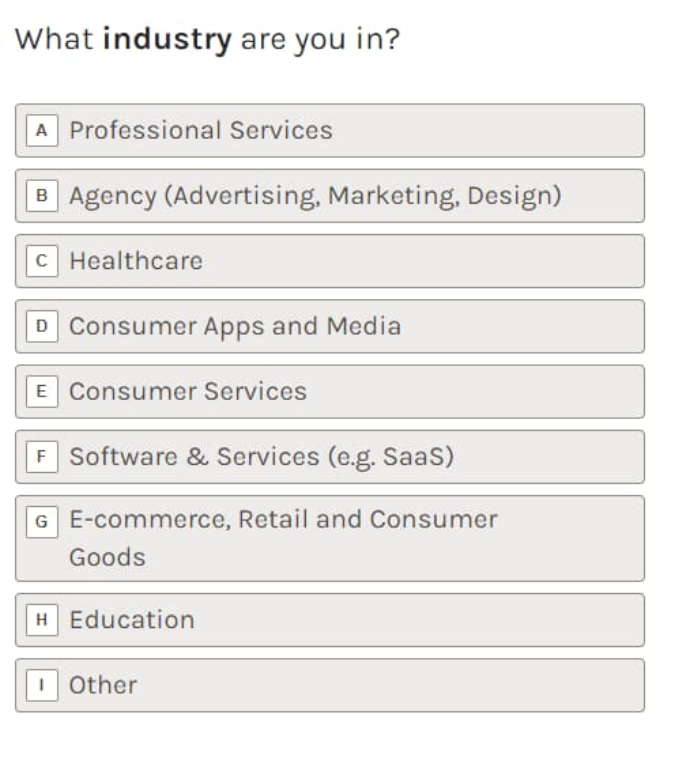 What industry are you in?
A Professional Services
B Agency (Advertising, Marketing, Design)
C Healthcare
D Consumer Apps and Media
E Consumer Services
F Software & Services (e.g. SaaS)
G E-commerce, Retail and Consumer
Goods
H Education
I Other